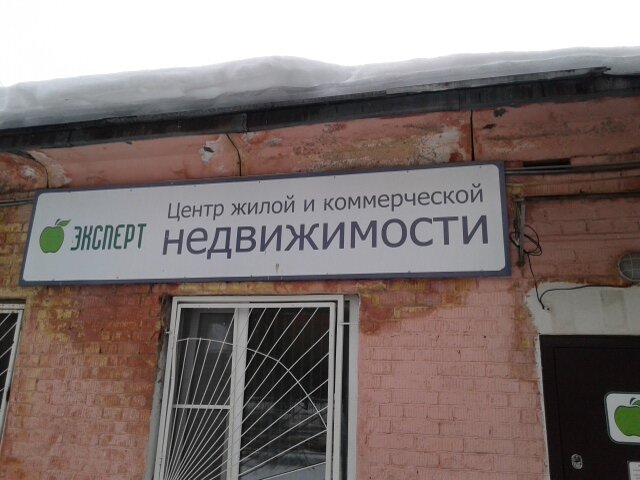 ЭКСПЕРТ
Центр жилой и коммерческой
недвижимости